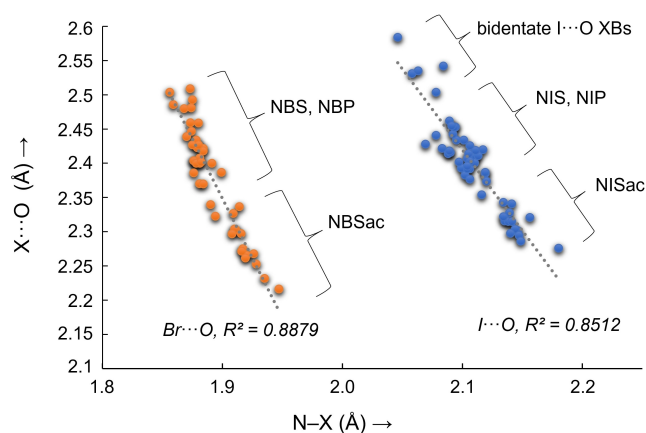 2.6
2.55
2.5
2.45
2.4
2.35
2.3
2.25
2.2
2.15
2.1
X···O (Å) →
bidentate I···O XBs
NBS, NBP
NIS, NIP
NBSac
NISac
Br···O, R² = 0.8879
I···O, R² = 0.8512
1.8 1.9 2.0 2.1 2.2
N–X (Å) →